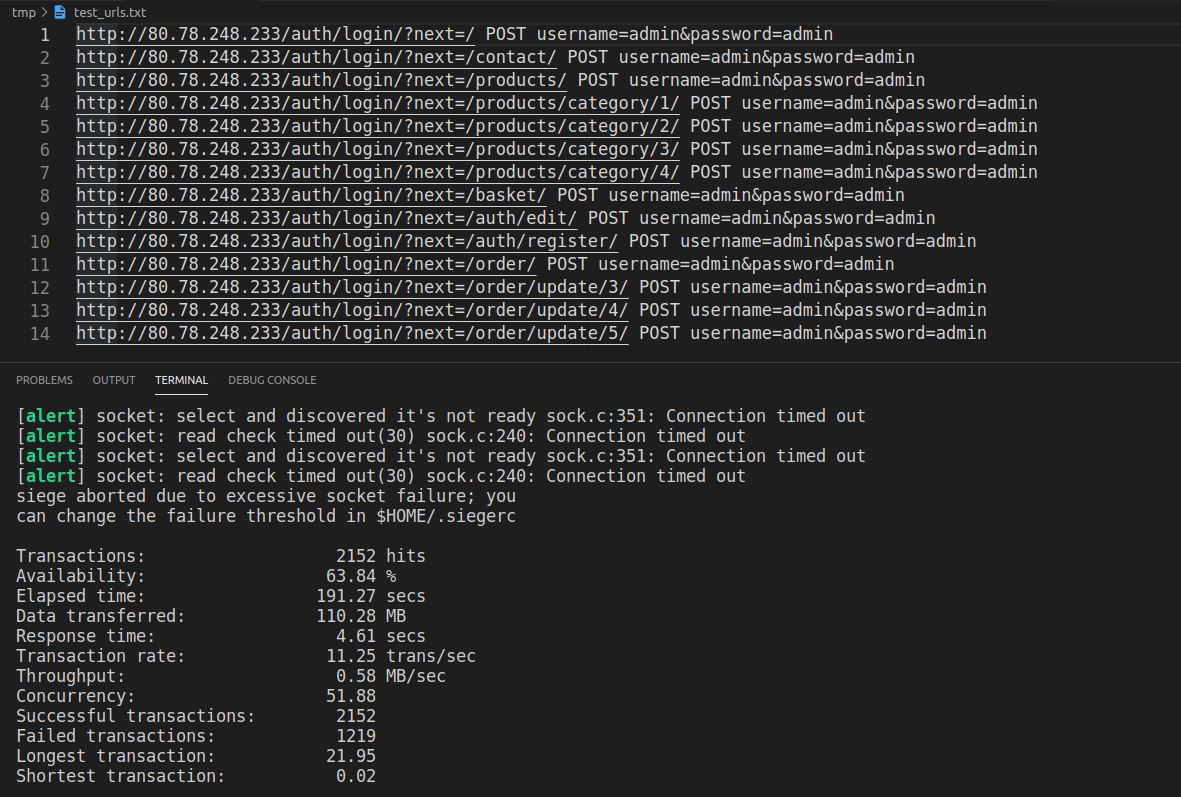 tmp > test_urls.txt
1 http://80.78.248.233/auth/login/?next=/ POST username=admin&password=admin
2 http://80.78.248.233/auth/login/?next=/contact/ POST username=admin&password=admin
3 http://80.78.248.233/auth/login/?next=/products/ POST username=admin&password=admin
4 http://80.78.248.233/auth/login/?next=/products/category/1/ POST username=admin&password=admin
5 http://80.78.248.233/auth/login/?next=/products/category/2/ POST username=admin&password=admin
6 http://80.78.248.233/auth/login/?next=/products/category/3/ POST username=admin&password=admin
7 http://80.78.248.233/auth/login/?next=/products/category/4/ POST username=admin&password=admin
8 http://80.78.248.233/auth/login/?next=/basket/ POST username=admin&password=admin
9 http://80.78.248.233/auth/login/?next=/auth/edit/ POST username=admin&password=admin
10 http://80.78.248.233/auth/login/?next=/auth/register/ POST username=admin&password=admin
11 http://80.78.248.233/auth/login/?next=/order/ POST username=admin&password=admin
12 http://80.78.248.233/auth/login/?next=/order/update/3/ POST username=admin&password=admin
13 http://80.78.248.233/auth/login/?next=/order/update/4/ POST username=admin&password=admin
14 http://80.78.248.233/auth/login/?next=/order/update/5/ POST username=admin&password=admin
PROBLEMS OUTPUT TERMINAL DEBUG CONSOLE
[alert] socket: select and discovered it's not ready sock.c:351: Connection timed out
[alert] socket: read check timed out(30) sock.c:240: Connection timed out
[alert] socket: select and discovered it's not ready sock.c:351: Connection timed out
[alert] socket: read check timed out(30) sock.c:240: Connection timed out
siege aborted due to excessive socket failure; you
can change the failure threshold in $HOME/.siegerc
Transactions: 2152 hits
Availability: 63.84 %
Elapsed time: 191.27 secs
Data transferred: 110.28 MB
Response time: 4.61 secs
Transaction rate: 11.25 trans/sec
Throughput: 0.58 MB/sec
Concurrency: 51.88
Successful transactions: 2152
Failed transactions: 1219
Longest transaction: 21.95
Shortest transaction: 0.02